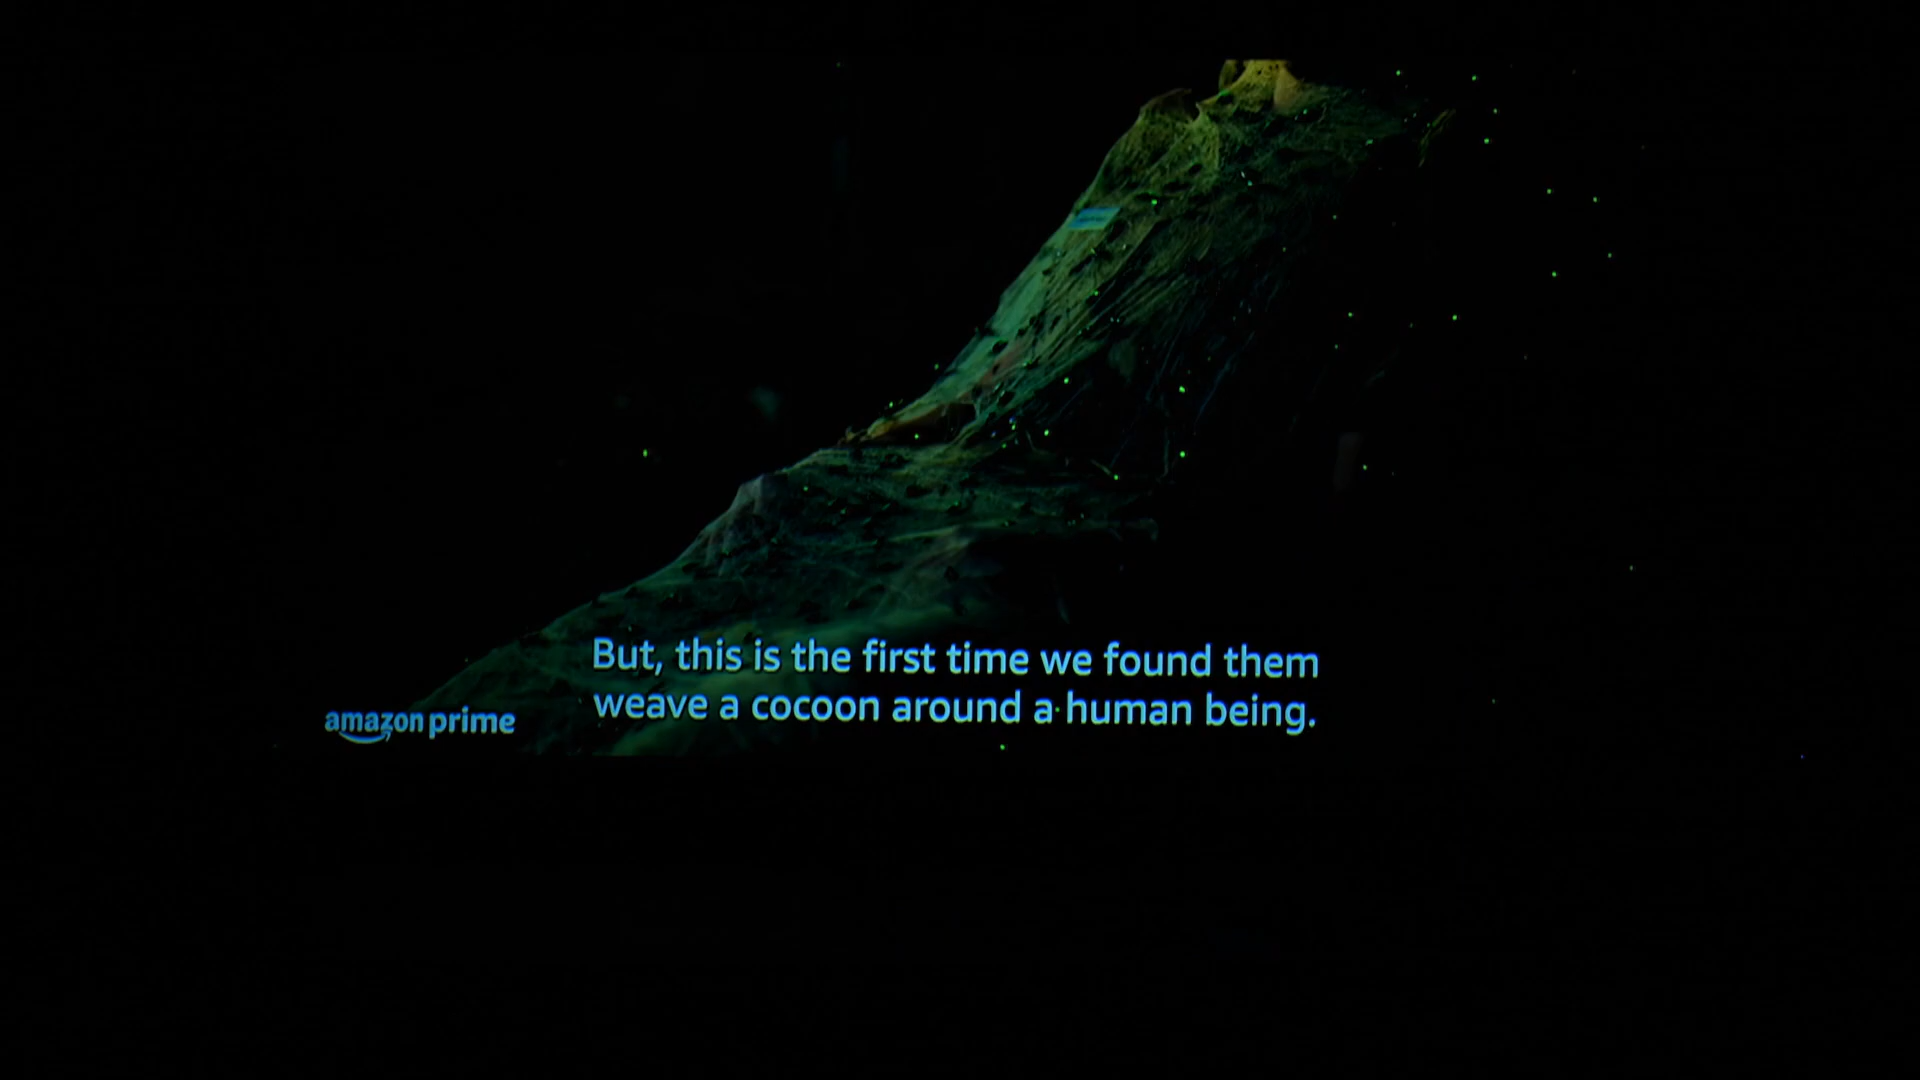 But, this is the first time we found them
weave a cocoon around a human being.
amazon prime